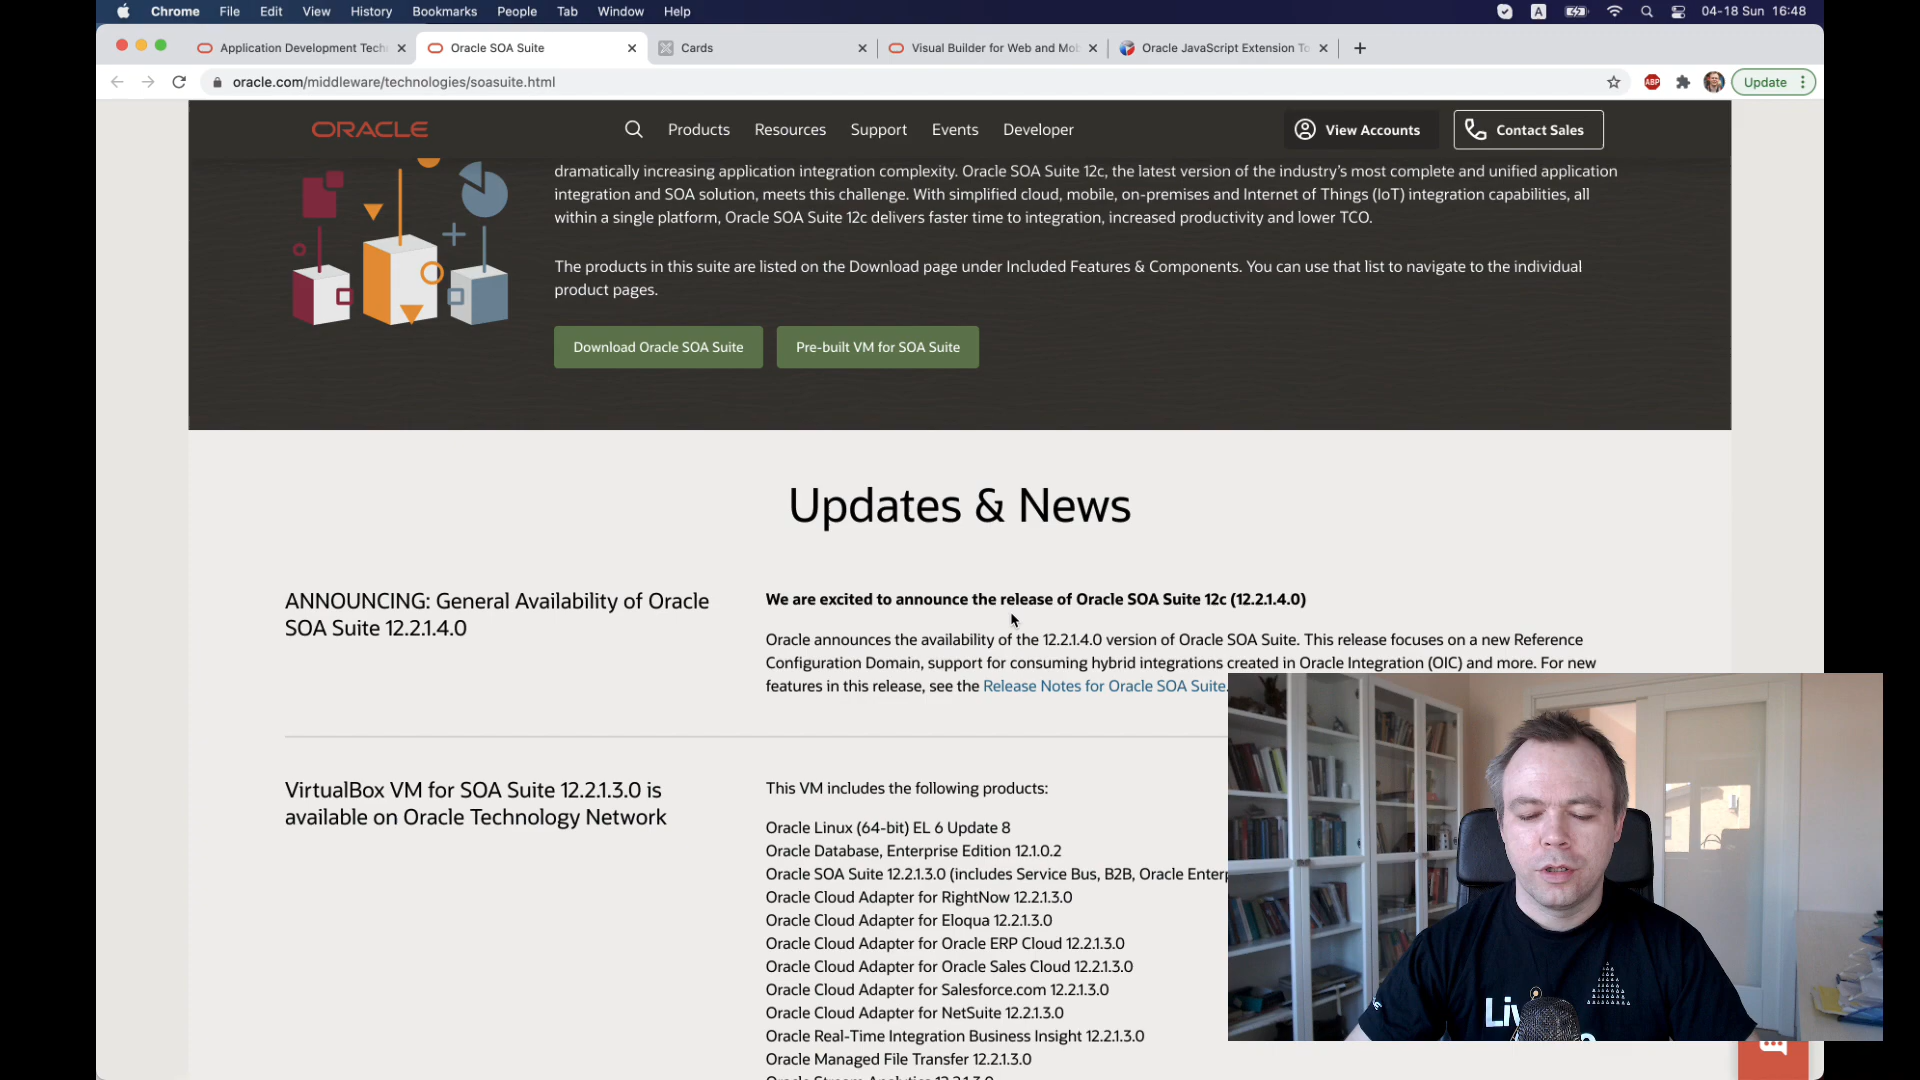 Chrome File Edit View History Bookmarks People Tab Window Help
A
04-18 Sun 16:48
Application Development Tech
Oracle SOA Suite
Cards
Visual Builder for Web and Mob
Oracle JavaScript Extension To
oracle.com/middleware/technologies/soasuite.html
ABP
Update
ORACLE
Products Resources Support Events Developer
View Accounts
Contact Sales
dramatically increasing application integration complexity. Oracle SOA Suite 12c, the latest version of the industry's most complete and unified application
integration and SOA solution, meets this challenge. With simplified cloud, mobile, on-premises and Internet of Things (IoT) integration capabilities, all
within a single platform, Oracle SOA Suite 12c delivers faster time to integration, increased productivity and lower TCO.
The products in this suite are listed on the Download page under Included Features & Components. You can use that list to navigate to the individual
product pages.
Download Oracle SOA Suite
Pre-built VM for SOA Suite
Updates & News
ANNOUNCING: General Availability of Oracle
SOA Suite 12.2.1.4.0
We are excited to announce the release of Oracle SOA Suite 12c (12.2.1.4.0)
Oracle announces the availability of the 12.2.1.4.0 version of Oracle SOA Suite. This release focuses on a new Reference
Configuration Domain, support for consuming hybrid integrations created in Oracle Integration (OIC) and more. For new
features in this release, see the Release Notes for Oracle SOA Suite.
VirtualBox VM for SOA Suite 12.2.1.3.0 is
available on Oracle Technology Network
This VM includes the following products:
Oracle Linux (64-bit) EL 6 Update 8
Oracle Database, Enterprise Edition 12.1.0.2
Oracle SOA Suite 12.2.1.3.0 (includes Service Bus, B2B, Oracle Enterp
Oracle Cloud Adapter for RightNow 12.2.1.3.0
Oracle Cloud Adapter for Eloqua 12.2.1.3.0
Oracle Cloud Adapter for Oracle ERP Cloud 12.2.1.3.0
Oracle Cloud Adapter for Oracle Sales Cloud 12.2.1.3.0
Oracle Cloud Adapter for Salesforce.com 12.2.1.3.0
Oracle Cloud Adapter for NetSuite 12.2.1.3.0
Oracle Real-Time Integration Business Insight 12.2.1.3.0
Oracle Managed File Transfer 12.2.1.3.0
Oracle Stream Analytics 12.2.1.3.0